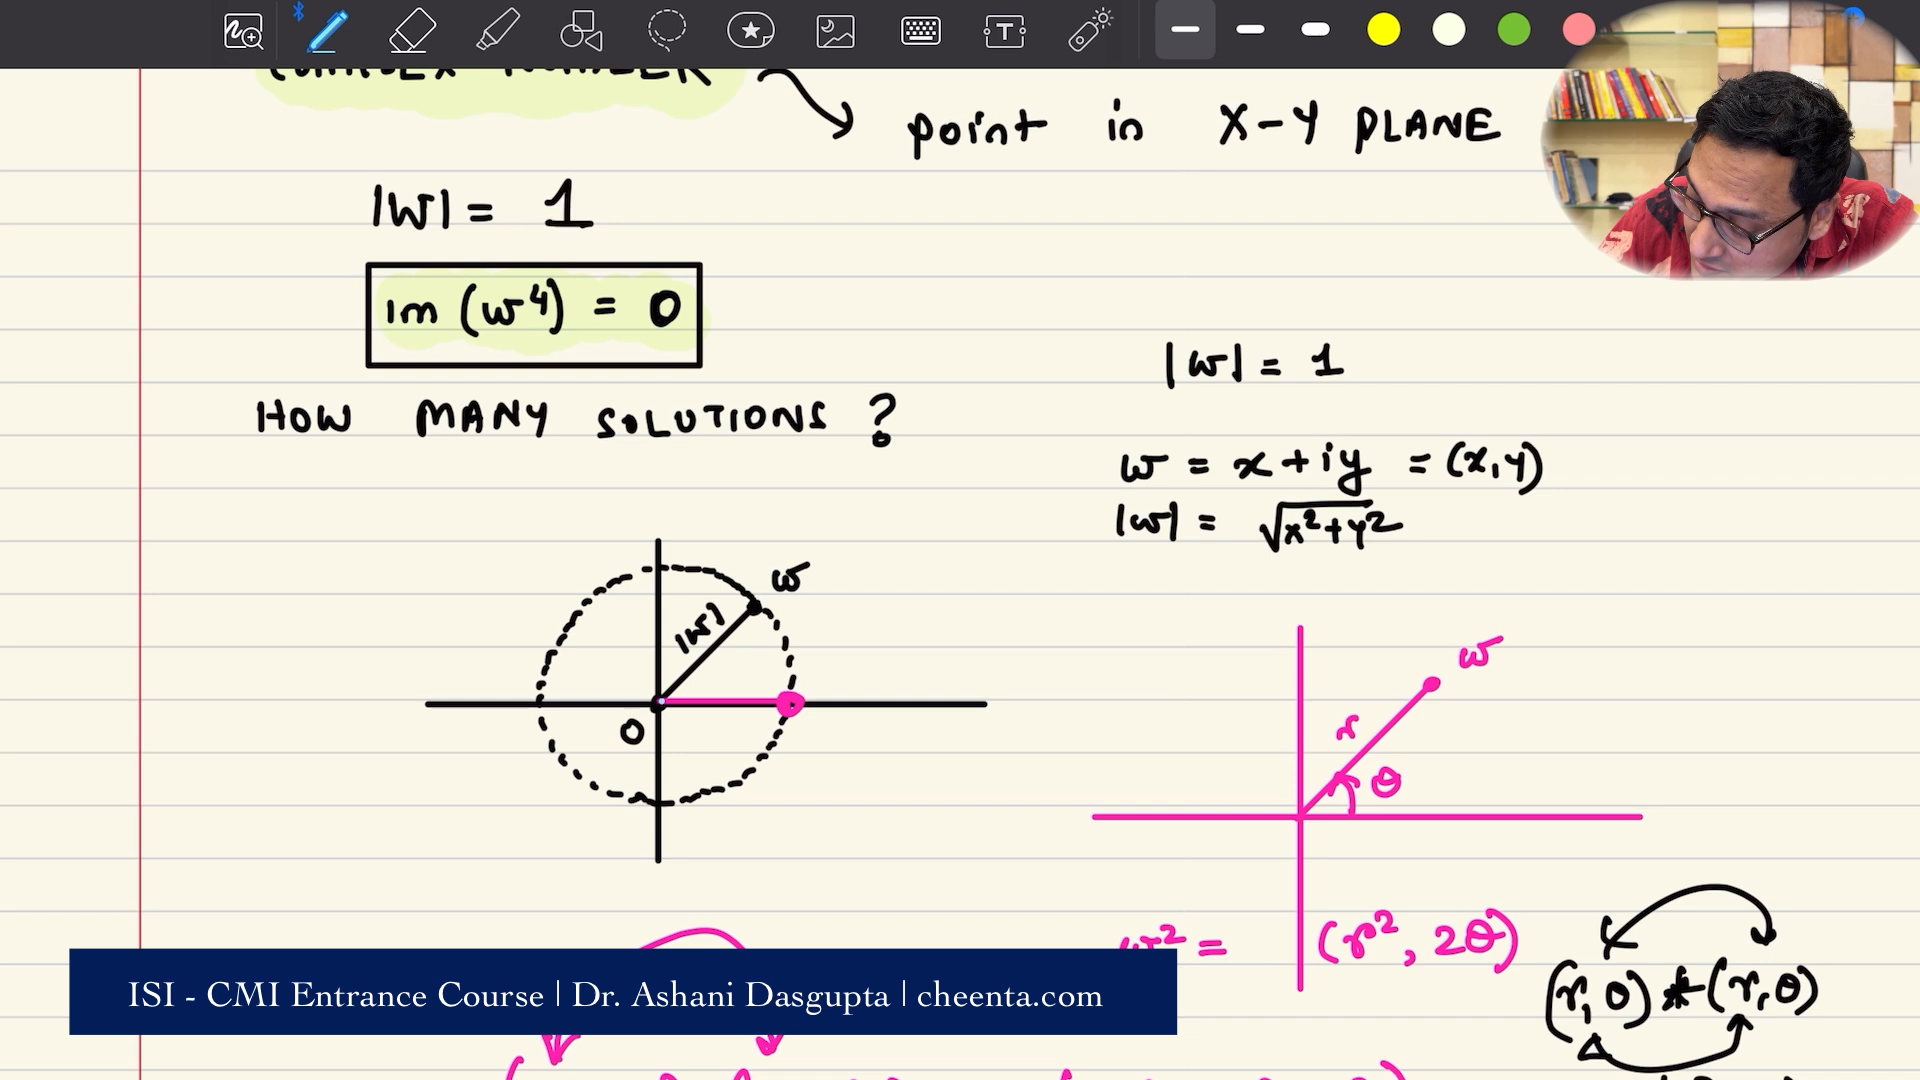 point in X-Y PLANE
|W| = 1
im (w⁴) = 0
HOW MANY SOLUTIONS ?
|w| = 1
w = x + iy = (x,y)
|w| = √x²+y²
w
|w|
O
w
r
θ
w² = (r², 2θ)
(r, θ) * (r, θ)
ISI - CMI Entrance Course | Dr. Ashani Dasgupta | cheenta.com